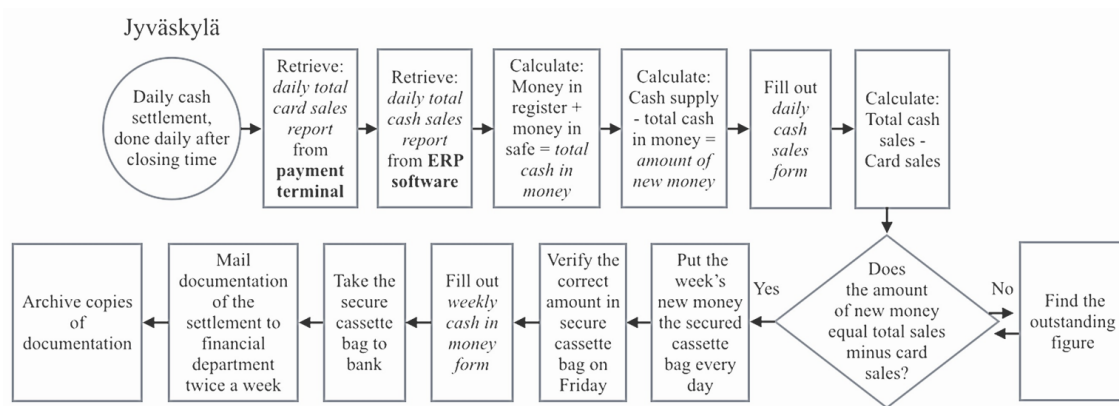 Jyväskylä
Daily cash
settlement,
done daily after
closing time
Retrieve:
daily total
card sales
report
from
payment
terminal
Retrieve:
daily total
cash sales
report
from ERP
software
Calculate:
Money in
register +
money in
safe = total
cash in
money
Calculate:
Cash supply
- total cash
in money =
amount of
new money
Fill out
daily
cash
sales
form
Calculate:
Total cash
sales -
Card sales
Does
the amount
of new money
equal total sales
minus card
sales?
No
Find the
outstanding
figure
Yes
Put the
week's
new money
the secured
cassette
bag every
day
Verify the
correct
amount in
secure
cassette
bag on
Friday
Fill out
weekly
cash in
money
form
Take the
secure
cassette
bag to
bank
Mail
documentation
of the
settlement to
financial
department
twice a week
Archive copies
of
documentation